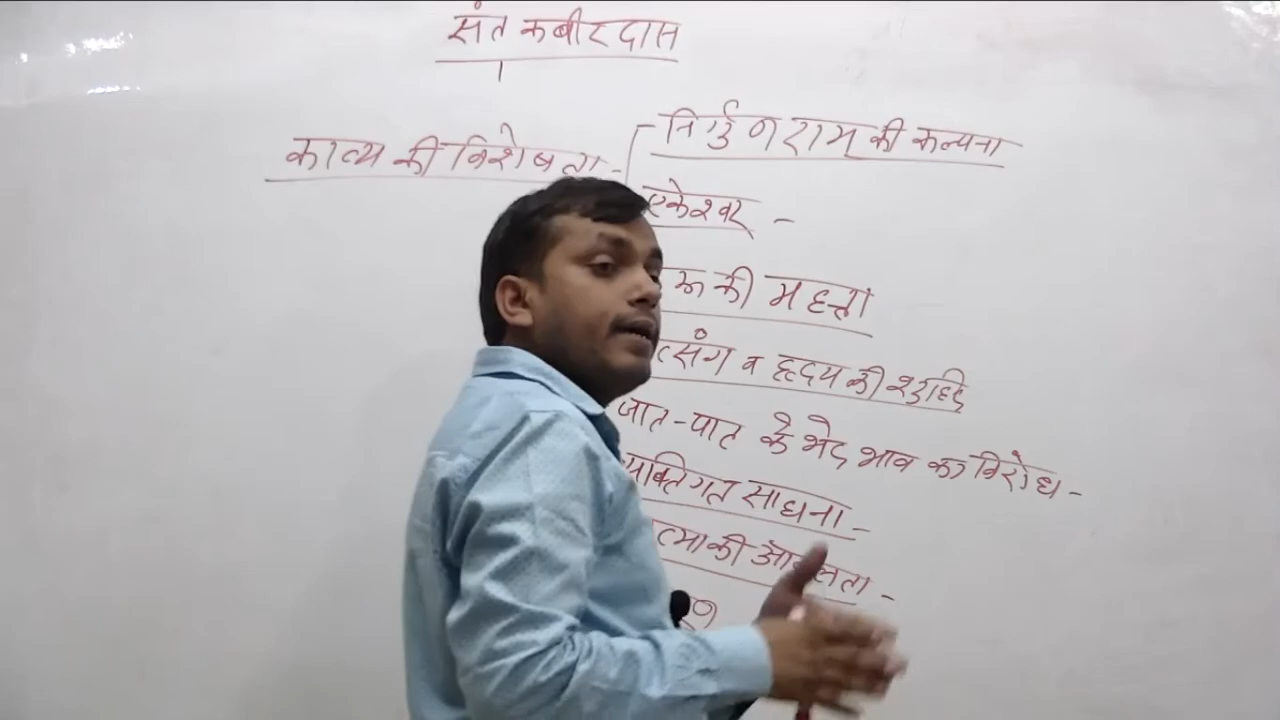 संत कबीरदास
काव्य की विशेषता -
निर्गुण राम की कल्पना
एकेश्वर -
की महत्ता
त्संग व हृदय की शुद्धि
जात-पात के भेद भाव का विरोध -
साधना -
त्मा की